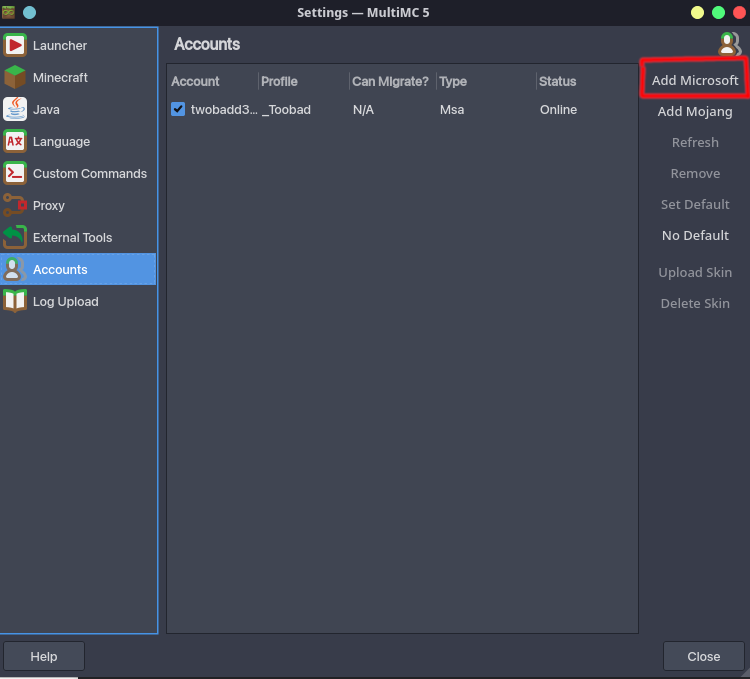 Settings — MultiMC 5
Launcher
Minecraft
Java
Language
Custom Commands
Proxy
External Tools
Accounts
Log Upload
Accounts
Account Profile Can Migrate? Type Status
twobadd3... _Toobad N/A Msa Online
Add Microsoft
Add Mojang
Refresh
Remove
Set Default
No Default
Upload Skin
Delete Skin
Help
Close